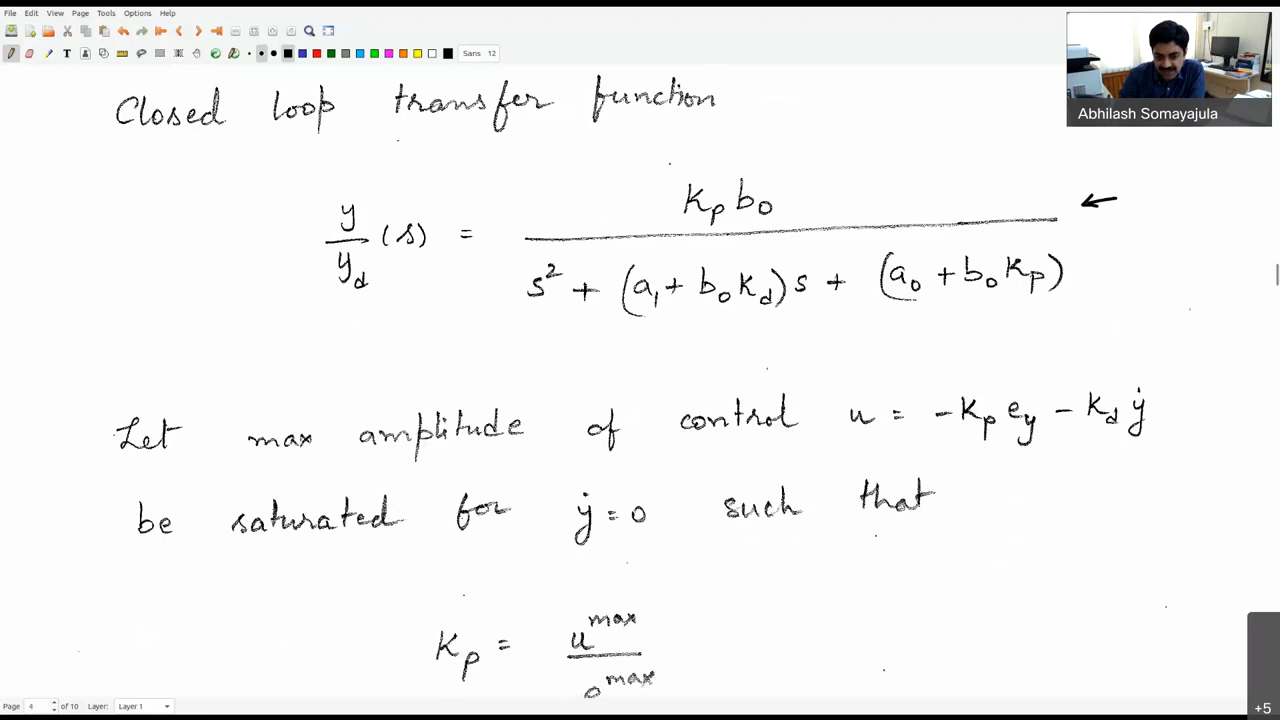 File Edit View Page Tools Options Help
Sans 12
Abhilash Somayajula
Closed loop transfer function
y/y_d (s) = K_p b_0 / (s^2 + (a_1 + b_0 K_d) s + (a_0 + b_0 K_p)) ←
Let max amplitude of control u = -K_p e_y - K_d ẏ
be saturated for ẏ = 0 such that
K_p = u^max / e^max
Page 4 of 10 Layer: Layer 1
+5